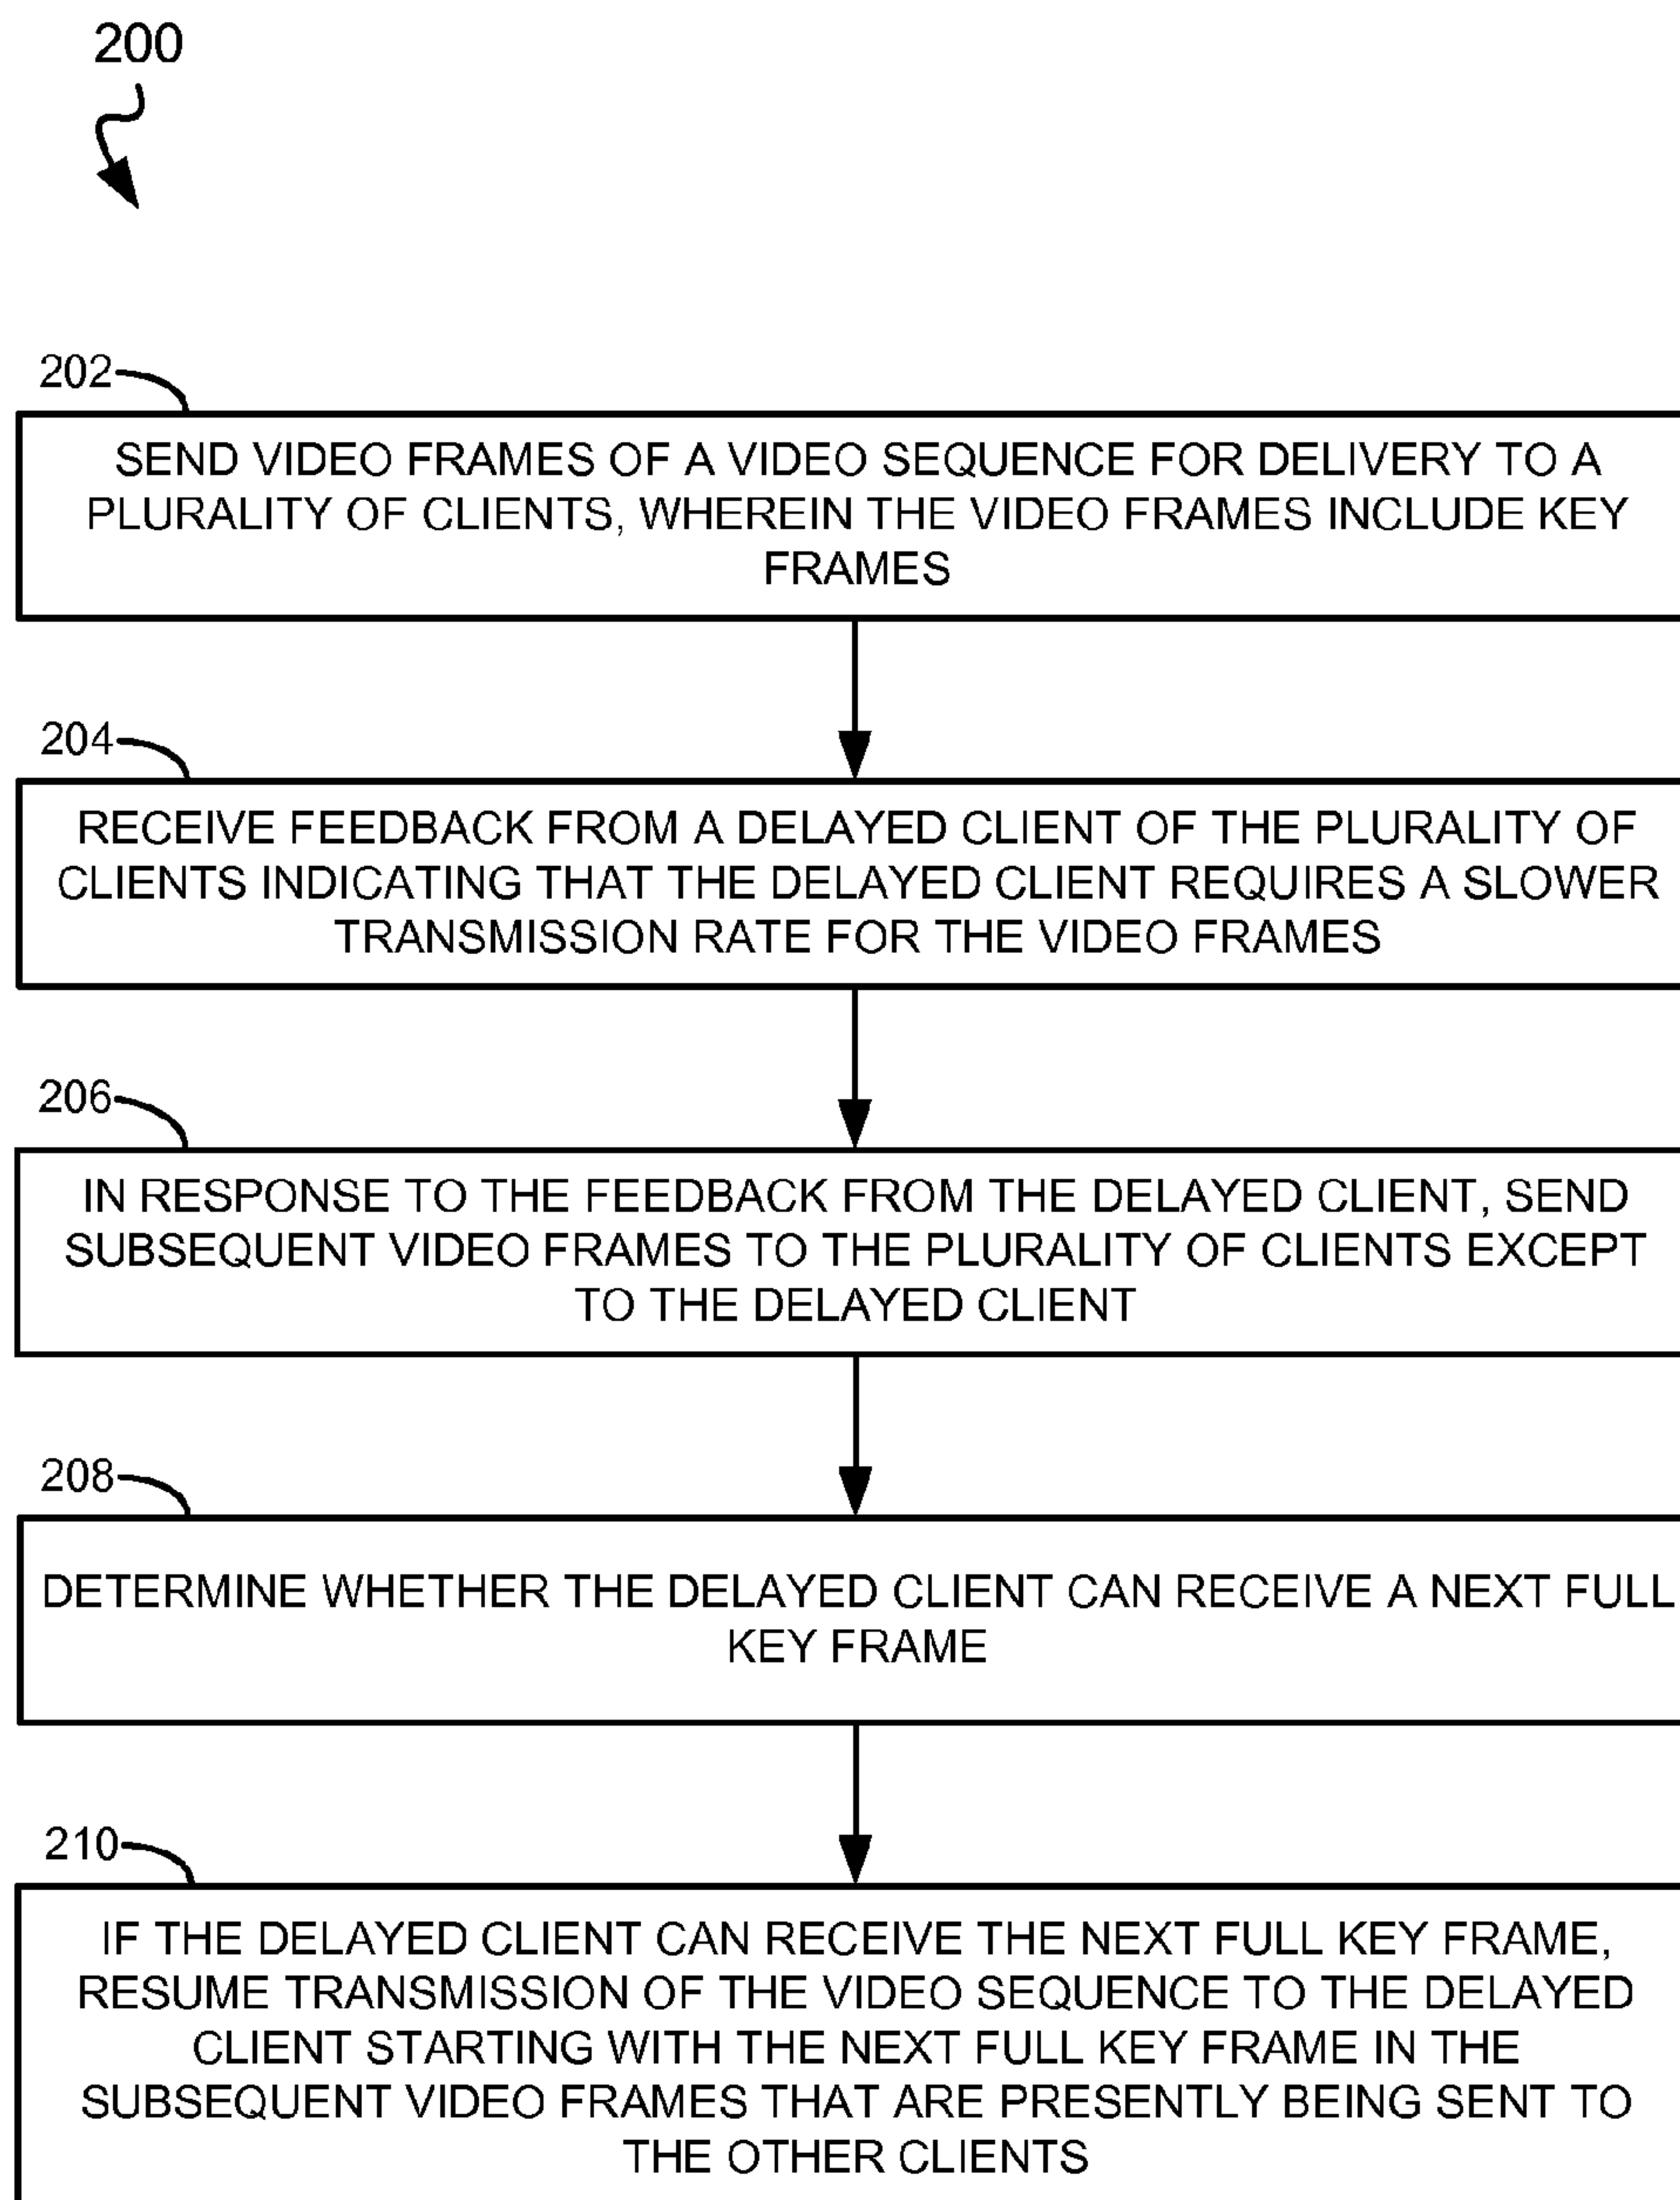 200
202
SEND VIDEO FRAMES OF A VIDEO SEQUENCE FOR DELIVERY TO A
PLURALITY OF CLIENTS, WHEREIN THE VIDEO FRAMES INCLUDE KEY
FRAMES
204
RECEIVE FEEDBACK FROM A DELAYED CLIENT OF THE PLURALITY OF
CLIENTS INDICATING THAT THE DELAYED CLIENT REQUIRES A SLOWER
TRANSMISSION RATE FOR THE VIDEO FRAMES
206
IN RESPONSE TO THE FEEDBACK FROM THE DELAYED CLIENT, SEND
SUBSEQUENT VIDEO FRAMES TO THE PLURALITY OF CLIENTS EXCEPT
TO THE DELAYED CLIENT
208
DETERMINE WHETHER THE DELAYED CLIENT CAN RECEIVE A NEXT FULL
KEY FRAME
210
IF THE DELAYED CLIENT CAN RECEIVE THE NEXT FULL KEY FRAME,
RESUME TRANSMISSION OF THE VIDEO SEQUENCE TO THE DELAYED
CLIENT STARTING WITH THE NEXT FULL KEY FRAME IN THE
SUBSEQUENT VIDEO FRAMES THAT ARE PRESENTLY BEING SENT TO
THE OTHER CLIENTS